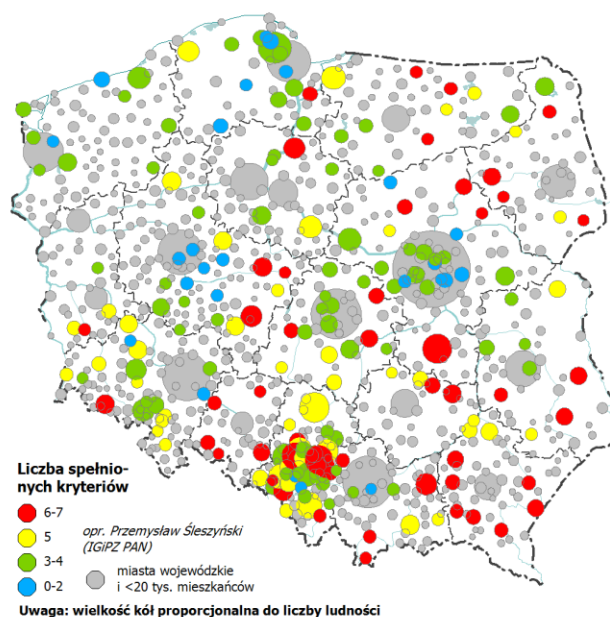 Liczba spełnio-
nych kryteriów
6-7
5
3-4
0-2
opr. Przemysław Śleszyński
(IGiPZ PAN)
miasta wojewódzkie
i <20 tys. mieszkańców
Uwaga: wielkość kół proporcjonalna do liczby ludności